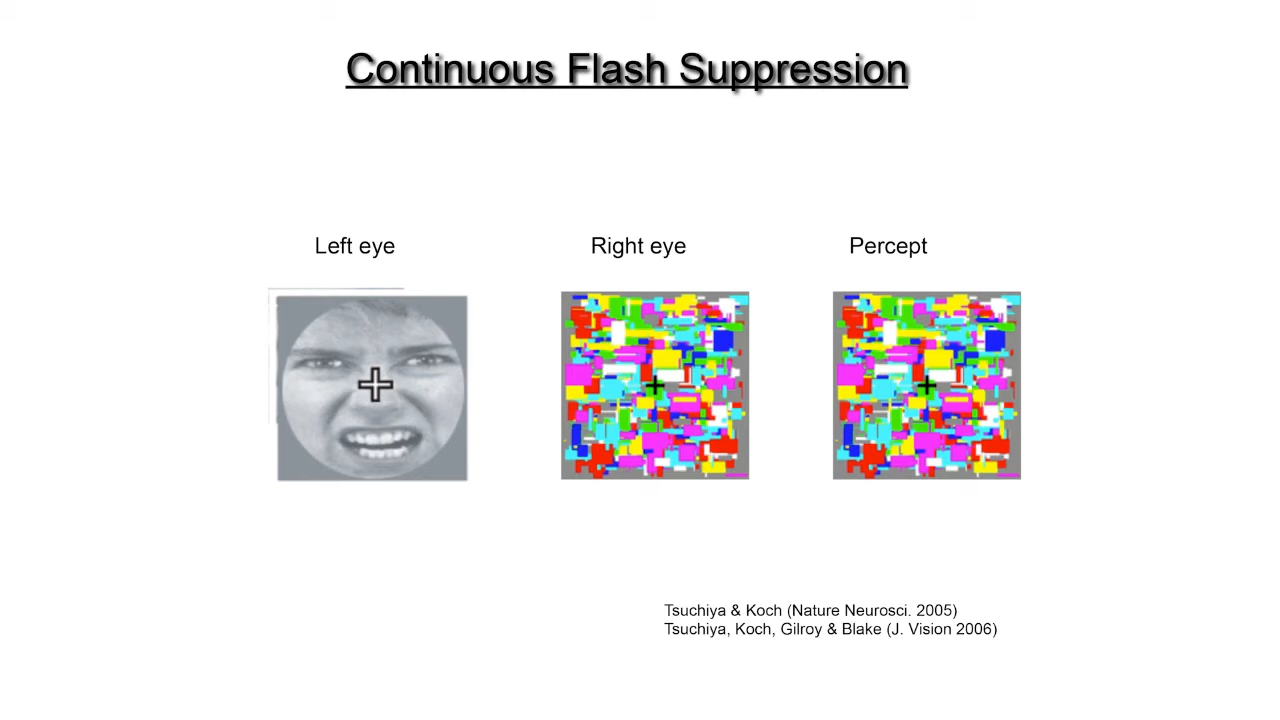 Continuous Flash Suppression
Left eye
Right eye
Percept
Tsuchiya & Koch (Nature Neurosci. 2005)
Tsuchiya, Koch, Gilroy & Blake (J. Vision 2006)